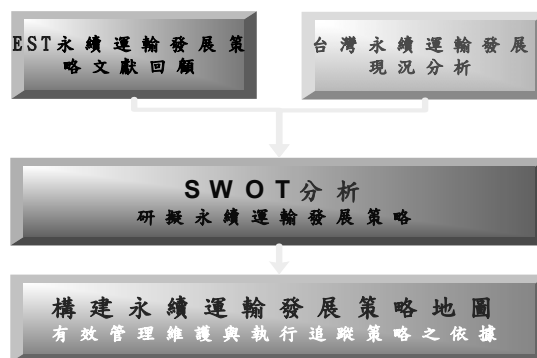 EST永續運輸發展策
略文獻回顧
台灣永續運輸發展
現況分析
SWOT分析
研擬永續運輸發展策略
構建永續運輸發展策略地圖
有效管理維護與執行追蹤策略之依據